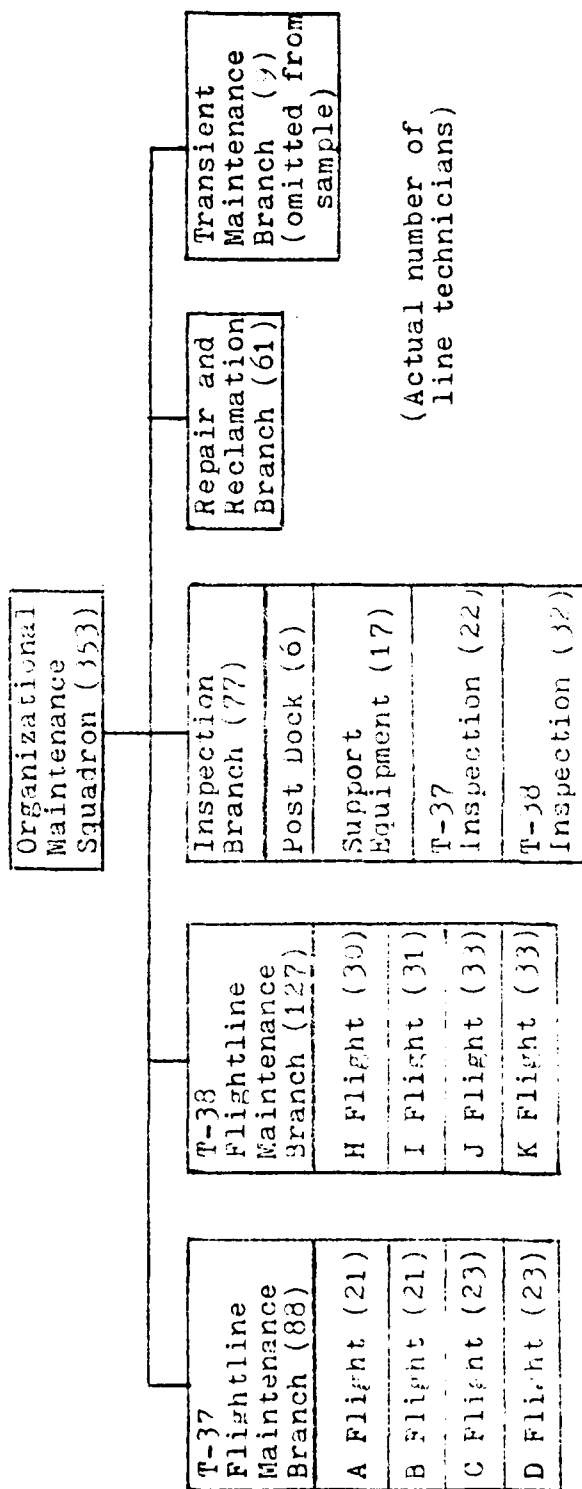 Organizational
Maintenance
Squadron (353)
T-37
Flightline
Maintenance
Branch (88)
A Flight (21)
B Flight (21)
C Flight (23)
D Flight (23)
T-38
Flightline
Maintenance
Branch (127)
H Flight (30)
I Flight (31)
J Flight (33)
K Flight (33)
Inspection
Branch (77)
Post Dock (6)
Support
Equipment (17)
T-37
Inspection (22)
T-38
Inspection (32)
Repair and
Reclamation
Branch (61)
Transient
Maintenance
Branch (9)
(omitted from
sample)
(Actual number of
line technicians)